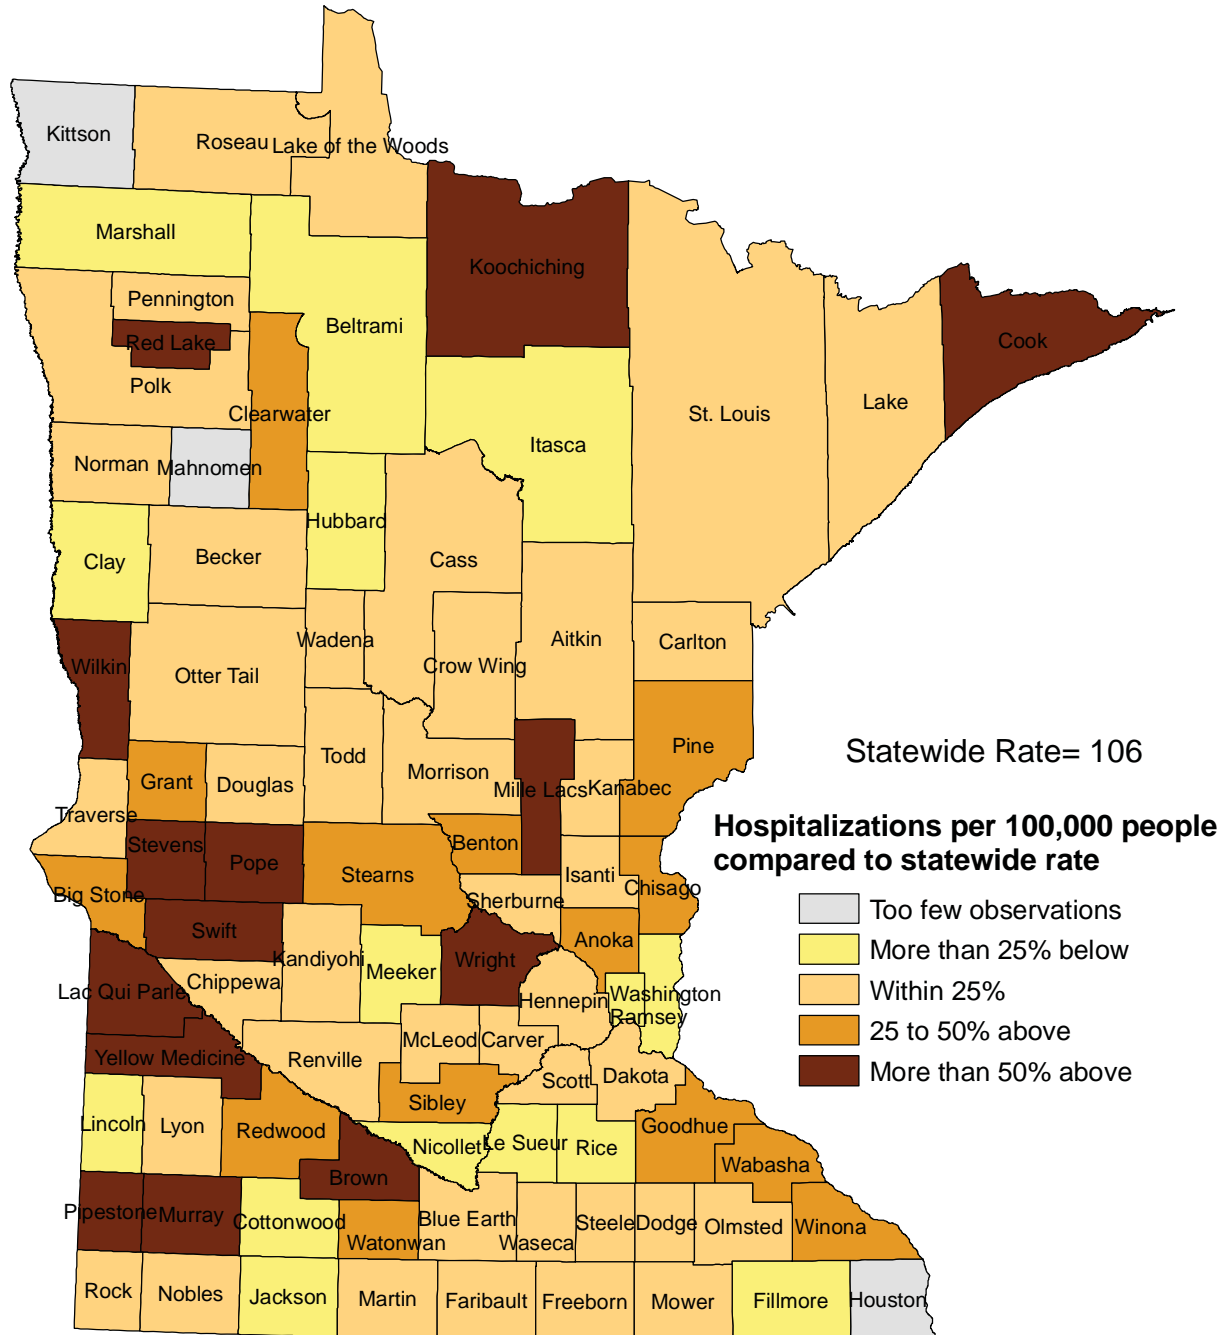 Kittson
Roseau
Lake of the Woods
Marshall
Koochiching
Pennington
Beltrami
Red Lake
Cook
Polk
Clearwater
St. Louis
Lake
Itasca
Norman
Mahnomen
Hubbard
Becker
Cass
Clay
Wadena
Aitkin
Carlton
Wilkin
Otter Tail
Crow Wing
Pine
Statewide Rate= 106
Todd
Morrison
Grant
Douglas
Mille Lacs
Kanabec
Traverse
Hospitalizations per 100,000 people
compared to statewide rate
Stevens
Pope
Benton
Stearns
Isanti
Chisago
Big Stone
Sherburne
Too few observations
Swift
Anoka
More than 25% below
Kandiyohi
Wright
Meeker
Chippewa
Lac Qui Parle
Hennepin
Washington
Within 25%
Ramsey
25 to 50% above
McLeod
Carver
Yellow Medicine
Renville
More than 50% above
Scott
Dakota
Sibley
Lincoln
Lyon
Redwood
Goodhue
Nicollet
Le Sueur
Rice
Wabasha
Brown
Pipestone
Murray
Cottonwood
Blue Earth
Steele
Dodge
Olmsted
Winona
Watonwan
Waseca
Rock
Nobles
Jackson
Martin
Faribault
Freeborn
Mower
Fillmore
Houston